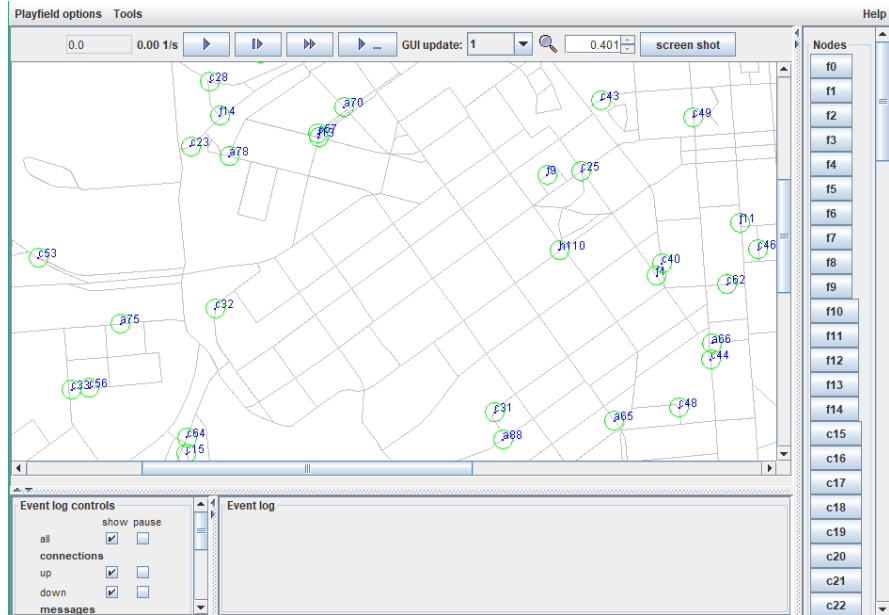 Playfield options Tools Help
0.0 0.00 1/s ... GUI update: 1 0.401 screen shot
Nodes
f0
f1
f2
f3
f4
f5
f6
f7
f8
f9
f10
f11
f12
f13
f14
c15
c16
c17
c18
c19
c20
c21
c22
c28
a70
c43
f14
c49
c23
a78
f9
c25
f11
c53
h110
c46
c40
f4
c62
c32
a75
a66
c44
c33
c56
c31
c48
a65
c64
a88
c15
Event log controls
show pause
all
connections
up
down
messages
Event log